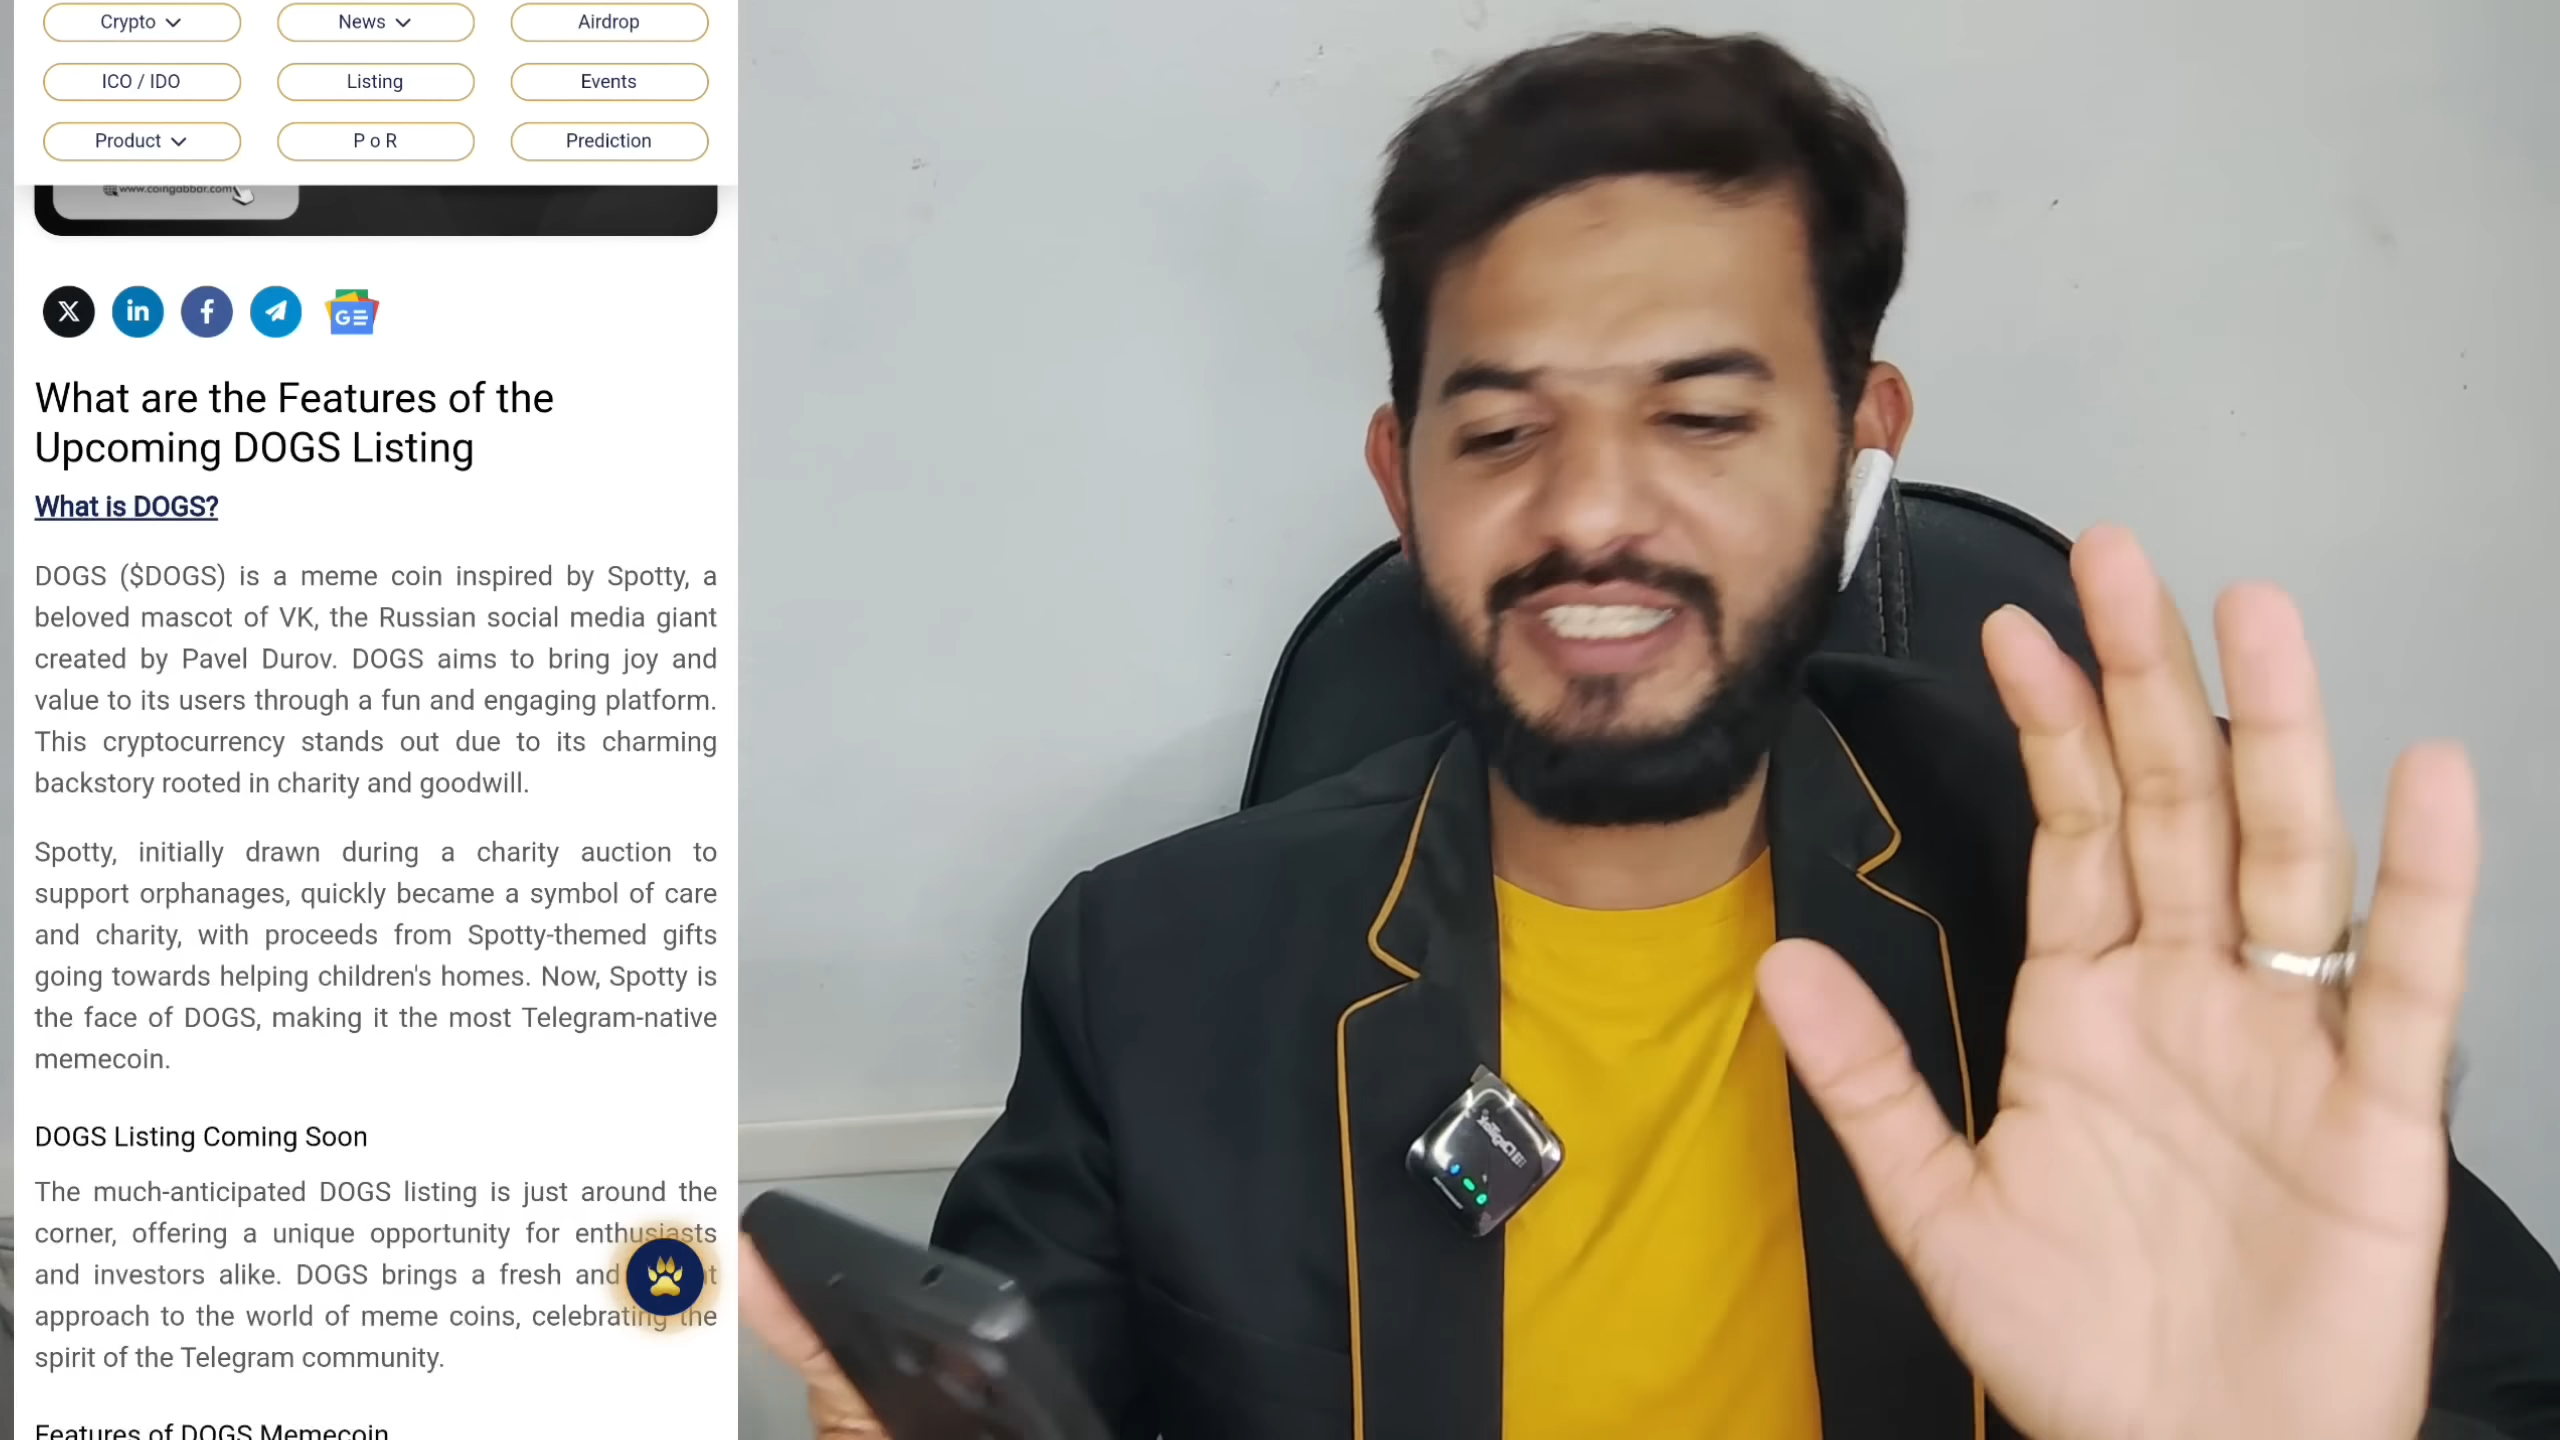 Crypto
News
Airdrop
ICO / IDO
Listing
Events
Product
P o R
Prediction
www.coingabbar.com
What are the Features of the
Upcoming DOGS Listing
What is DOGS?
DOGS ($DOGS) is a meme coin inspired by Spotty, a
beloved mascot of VK, the Russian social media giant
created by Pavel Durov. DOGS aims to bring joy and
value to its users through a fun and engaging platform.
This cryptocurrency stands out due to its charming
backstory rooted in charity and goodwill.
Spotty, initially drawn during a charity auction to
support orphanages, quickly became a symbol of care
and charity, with proceeds from Spotty-themed gifts
going towards helping children's homes. Now, Spotty is
the face of DOGS, making it the most Telegram-native
memecoin.
DOGS Listing Coming Soon
The much-anticipated DOGS listing is just around the
corner, offering a unique opportunity for enthusiasts
and investors alike. DOGS brings a fresh and
approach to the world of meme coins, celebrating the
spirit of the Telegram community.
Features of DOGS Memecoin